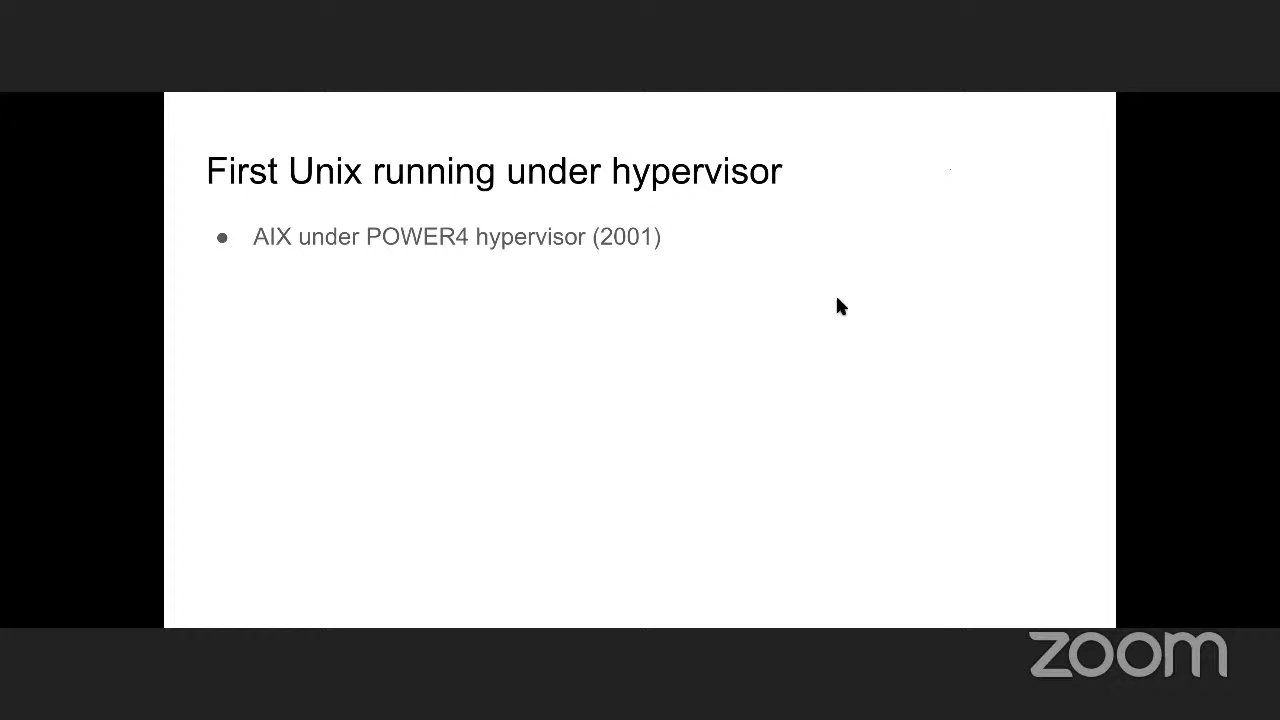 First Unix running under hypervisor
● AIX under POWER4 hypervisor (2001)
zoom